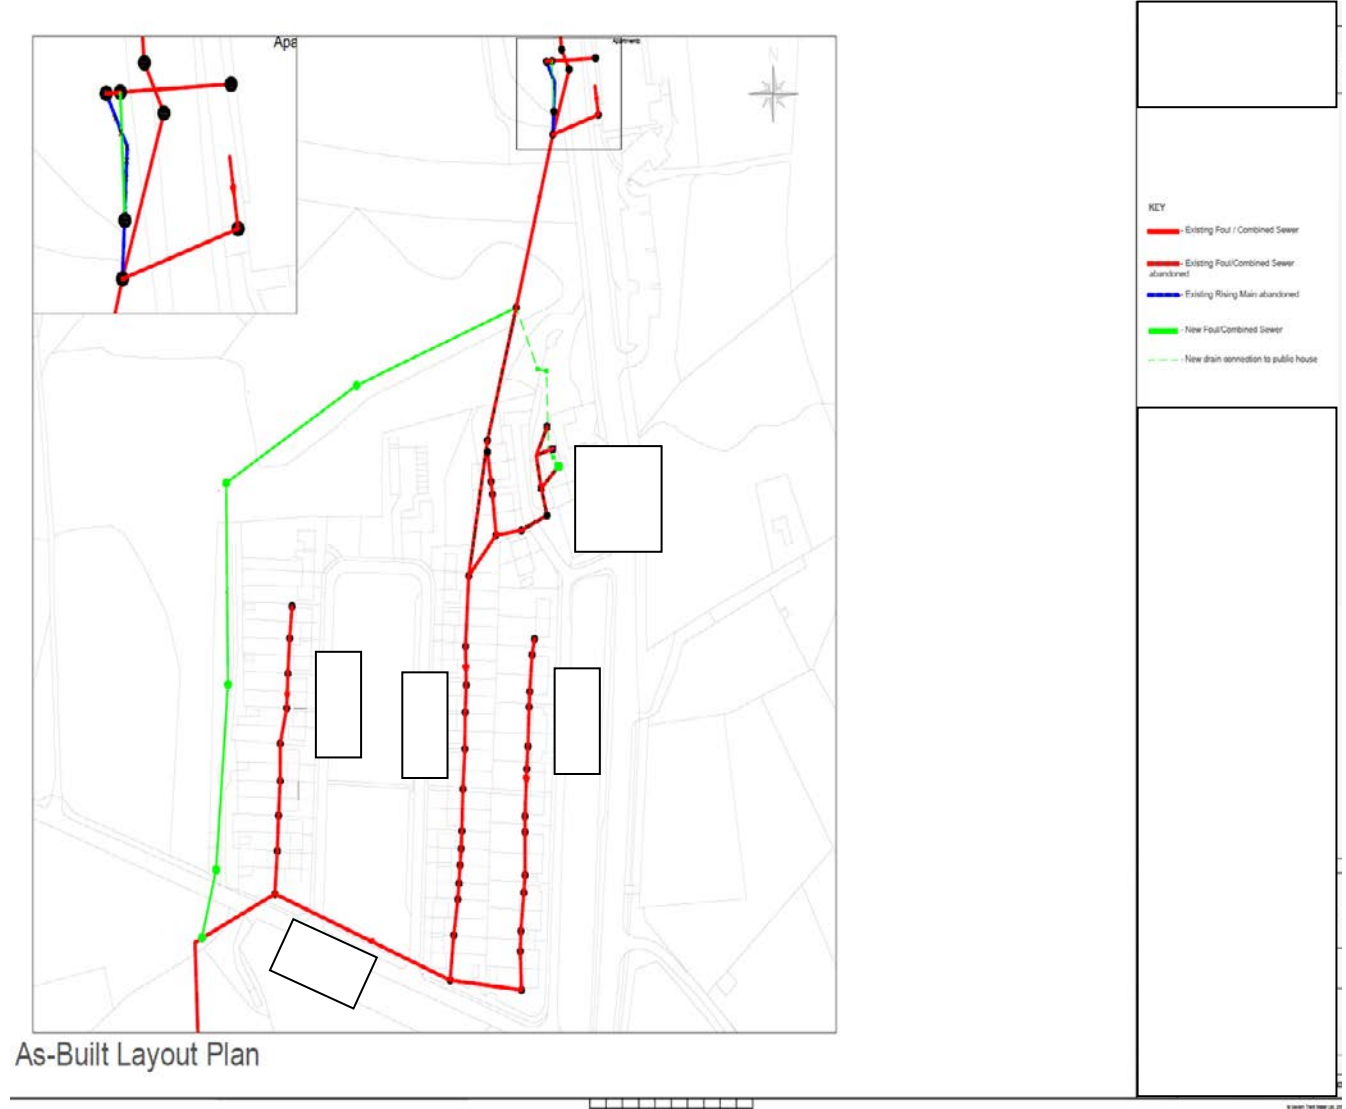 Apa
Apartments
N
KEY
- Existing Foul / Combined Sewer
- Existing Foul/Combined Sewer
abandoned
- Existing Rising Main abandoned
- New Foul/Combined Sewer
- New drain connection to public house
As-Built Layout Plan